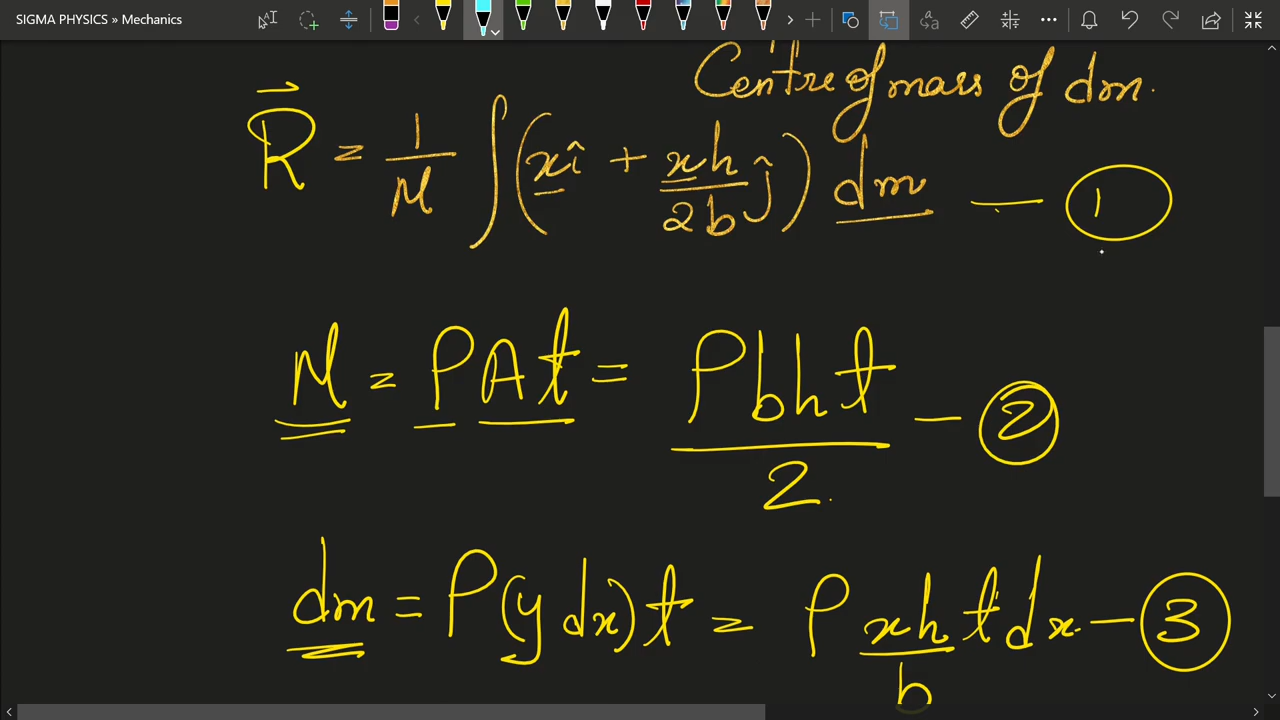 SIGMA PHYSICS » Mechanics
Centre of mass of dm.
R⃗ = 1/M ∫ (xî + xh/2b ĵ) dm — ①
M = ρAt = ρbht/2 — ②
dm = ρ(y dx)t = ρ xh/b t dx — ③